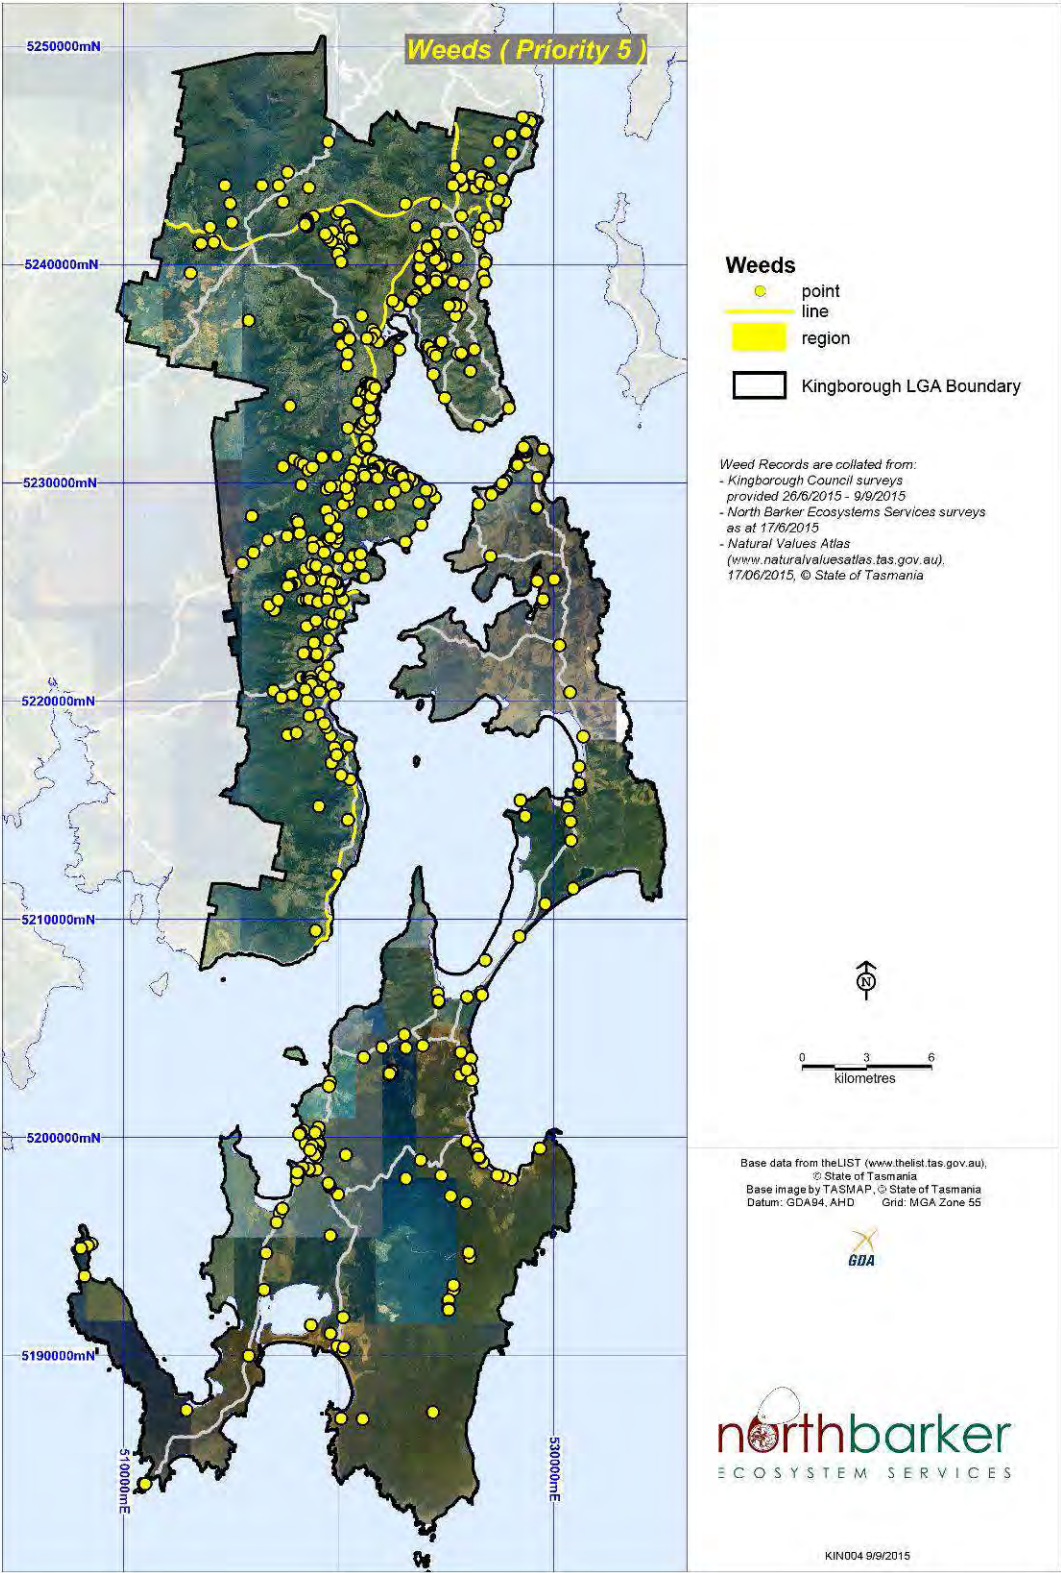 Weeds ( Priority 5 )
5250000mN
5240000mN
5230000mN
5220000mN
5210000mN
5200000mN
5190000mN
510000mE
530000mE
Weeds
point
line
region
Kingborough LGA Boundary
Weed Records are collated from:
- Kingborough Council surveys
provided 26/6/2015 - 9/9/2015
- North Barker Ecosystems Services surveys
as at 17/6/2015
- Natural Values Atlas
(www.naturalvaluesatlas.tas.gov.au),
17/06/2015, © State of Tasmania
N
0 3 6
kilometres
Base data from theLIST (www.thelist.tas.gov.au),
© State of Tasmania
Base image by TASMAP, © State of Tasmania
Datum: GDA94, AHD Grid: MGA Zone 55
GDA
northbarker
ECOSYSTEM SERVICES
KIN004 9/9/2015